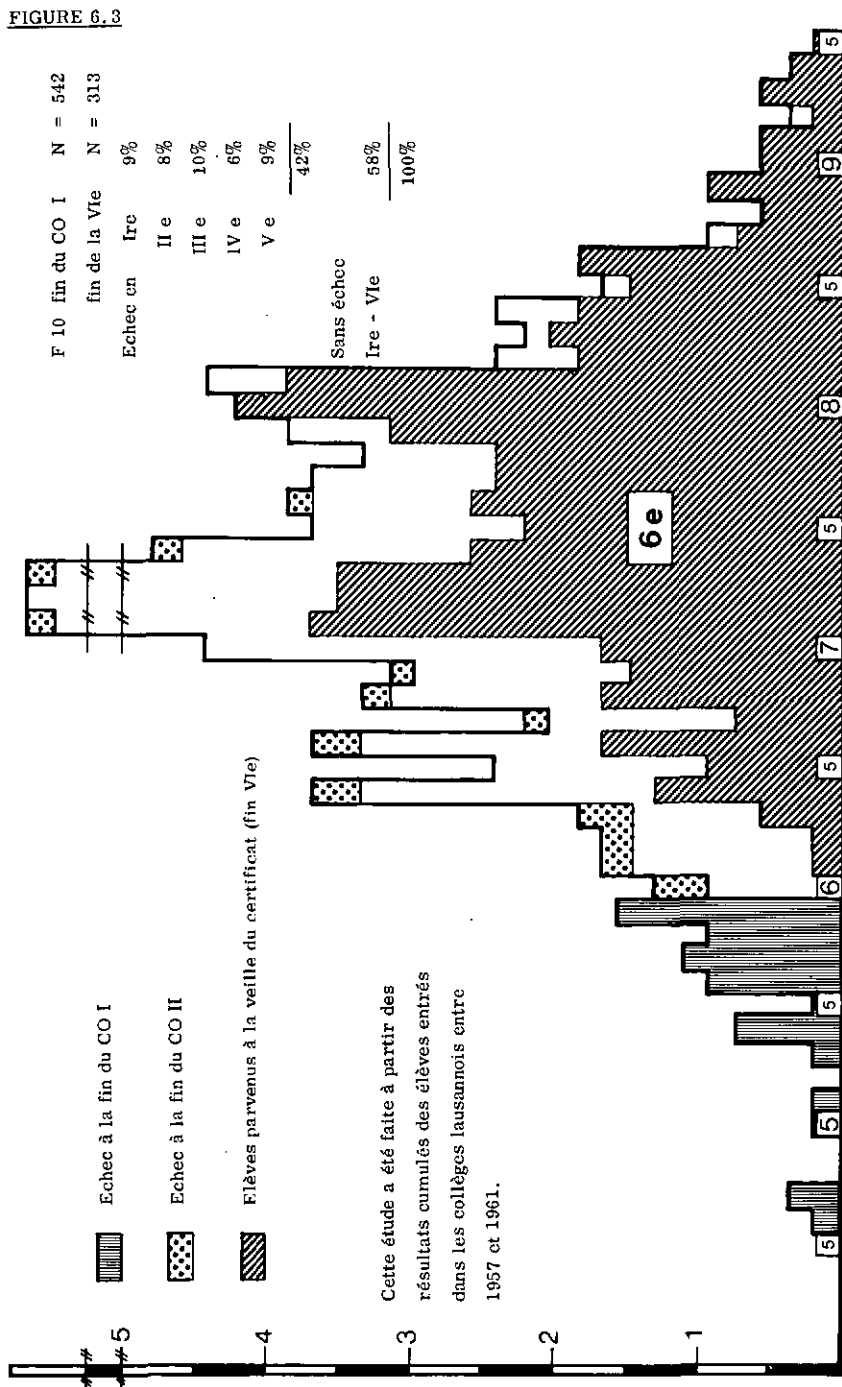 FIGURE 6.3
F 10 fin du CO I N = 542
fin de la VIe N = 313
Echec en Ire 9%
II e 8%
III e 10%
IV e 6%
V e 9%
42%
Sans échec
Ire - VIe 58%
100%
Echec à la fin du CO I
Echec à la fin du CO II
Elèves parvenus à la veille du certificat (fin VIe)
Cette étude a été faite à partir des
résultats cumulés des élèves entrés
dans les collèges lausannois entre
1957 et 1961.
6e
5
4
3
2
1
5
5
5
6
5
7
5
8
5
9
5